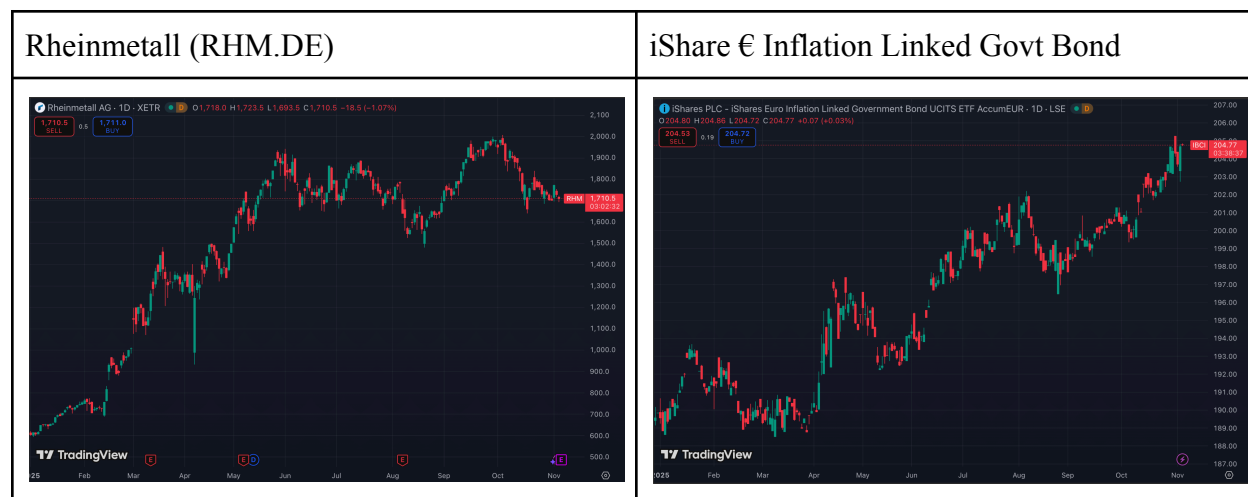 Rheinmetall (RHM.DE)
iShare € Inflation Linked Govt Bond
Rheinmetall AG · 1D · XETR D O1,718.0 H1,723.5 L1,693.5 C1,710.5 −18.5 (−1.07%)
1,710.5 0.5 1,711.0
SELL BUY
2,100
2,000.0
1,900.0
1,800.0
RHM 1,710.5
03:02:32
1,600.0
1,500.0
1,400.0
1,300.0
1,200.0
1,100.0
1,000.0
900.0
800.0
700.0
600.0
500.0
TradingView
E E D E E
25 Feb Mar Apr May Jun Jul Aug Sep Oct Nov
iShares PLC - iShares Euro Inflation Linked Government Bond UCITS ETF AccumEUR · 1D · LSE D
O204.80 H204.86 L204.72 C204.77 +0.07 (+0.03%)
204.53 0.19 204.72
SELL BUY
207.00
206.00
IBCI 204.77
03:38:37
204.00
203.00
202.00
201.00
200.00
199.00
198.00
197.00
196.00
195.00
194.00
193.00
192.00
191.00
190.00
189.00
188.00
187.00
TradingView
2025 Feb Mar Apr May Jun Jul Aug Sep Oct Nov